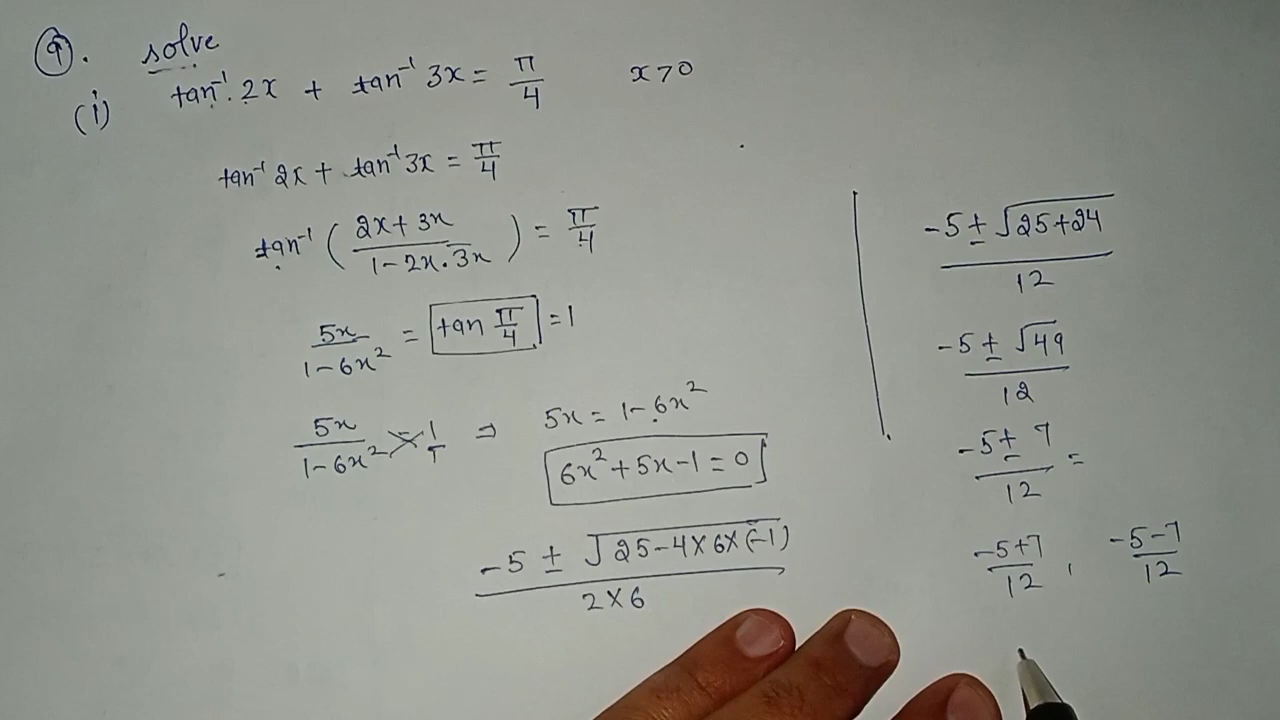 9. solve
(i) tan⁻¹.2x + tan⁻¹ 3x = π/4 x>0
tan⁻¹ 2x + tan⁻¹ 3x = π/4
tan⁻¹ ( (2x + 3x)/(1 - 2x.3x) ) = π/4
5x/(1 - 6x²) = tan π/4 = 1
5x/(1 - 6x²) = 1/1 ⇒ 5x = 1 - 6x²
6x² + 5x - 1 = 0
(-5 ± √(25 - 4×6×(-1)))/(2×6)
(-5 ± √(25+24))/12
(-5 ± √49)/12
(-5 ± 7)/12 =
(-5+7)/12 , (-5-7)/12